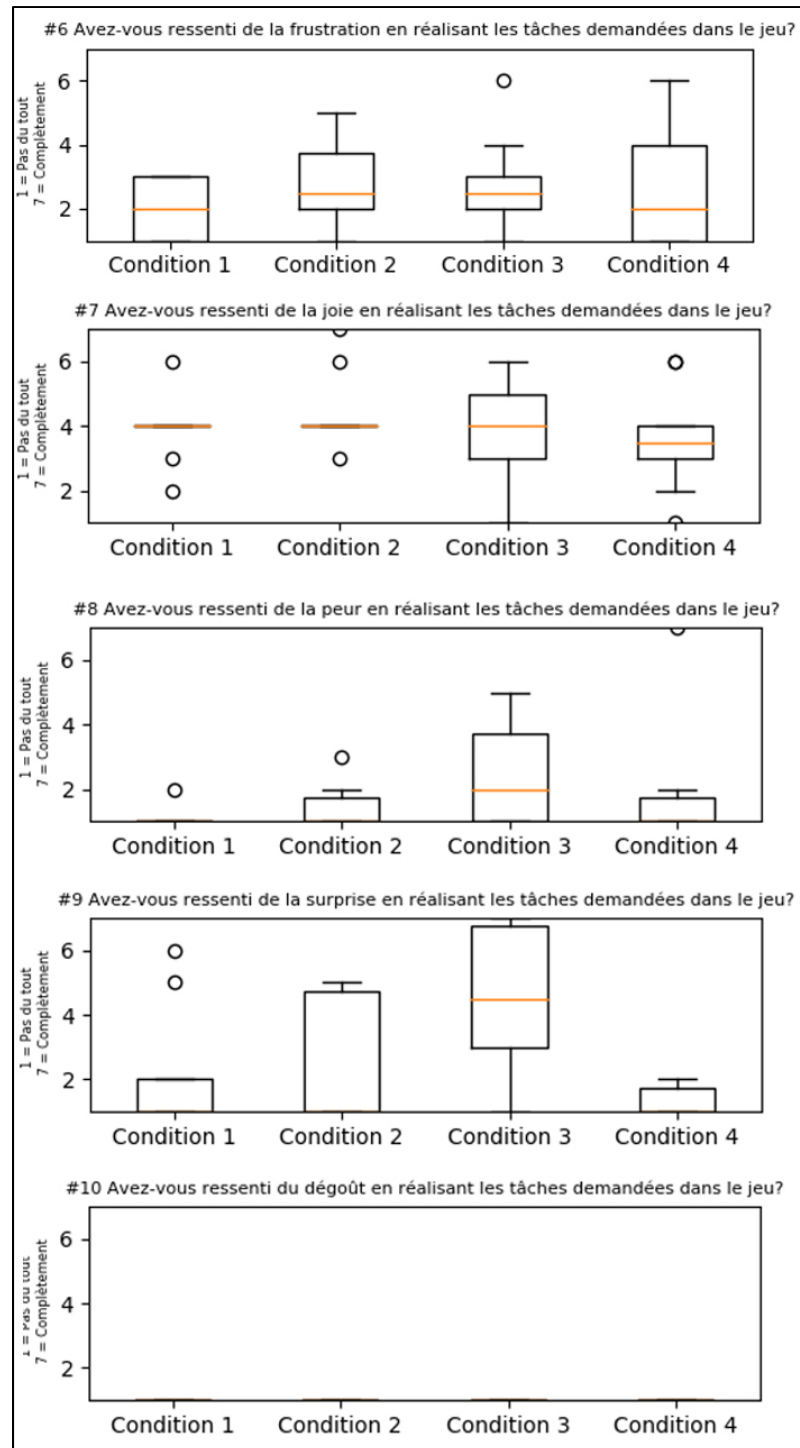 #6 Avez-vous ressenti de la frustration en réalisant les tâches demandées dans le jeu?
1 = Pas du tout
7 = Complètement
6
4
2
Condition 1 Condition 2 Condition 3 Condition 4
#7 Avez-vous ressenti de la joie en réalisant les tâches demandées dans le jeu?
1 = Pas du tout
7 = Complètement
6
4
2
Condition 1 Condition 2 Condition 3 Condition 4
#8 Avez-vous ressenti de la peur en réalisant les tâches demandées dans le jeu?
1 = Pas du tout
7 = Complètement
6
4
2
Condition 1 Condition 2 Condition 3 Condition 4
#9 Avez-vous ressenti de la surprise en réalisant les tâches demandées dans le jeu?
1 = Pas du tout
7 = Complètement
6
4
2
Condition 1 Condition 2 Condition 3 Condition 4
#10 Avez-vous ressenti du dégoût en réalisant les tâches demandées dans le jeu?
1 = Pas du tout
7 = Complètement
6
4
2
Condition 1 Condition 2 Condition 3 Condition 4